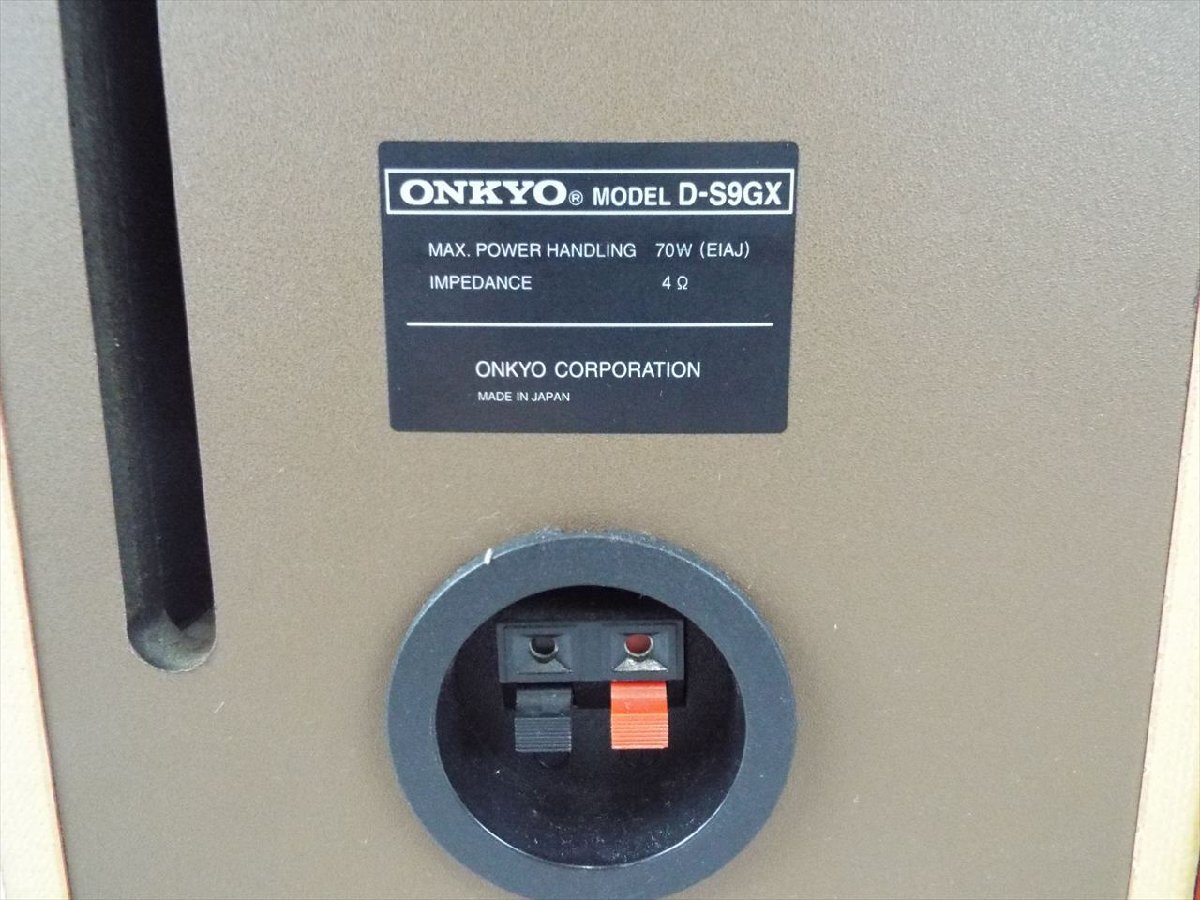 ONKYO® MODEL D-S9GX
MAX. POWER HANDLING 70W (EIAJ)
IMPEDANCE 4 Ω
ONKYO CORPORATION
MADE IN JAPAN